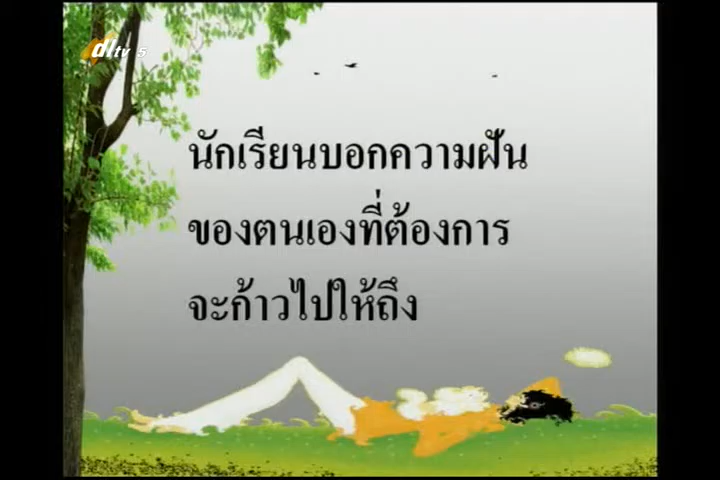 dltv 5
นักเรียนบอกความฝัน
ของตนเองที่ต้องการ
จะก้าวไปให้ถึง